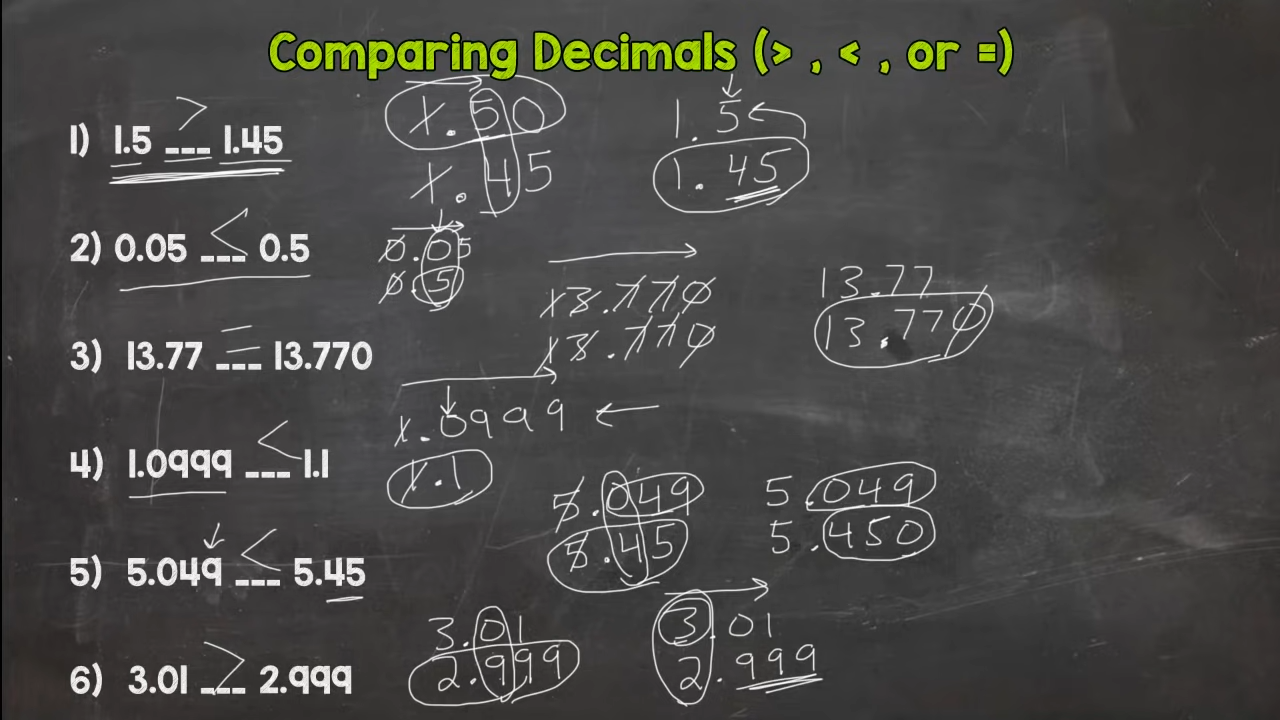 Comparing Decimals (> , < , or =)
1) 1.5 > 1.45
1.50
1.45
1.5
1.45
2) 0.05 < 0.5
0.05
0.5
13.770
13.770
13.77
13.770
3) 13.77 = 13.770
1.0999
1.1
4) 1.0999 < 1.1
5.049
5.45
5.049
5.450
5) 5.049 < 5.45
3.01
2.999
3.01
2.999
6) 3.01 > 2.999